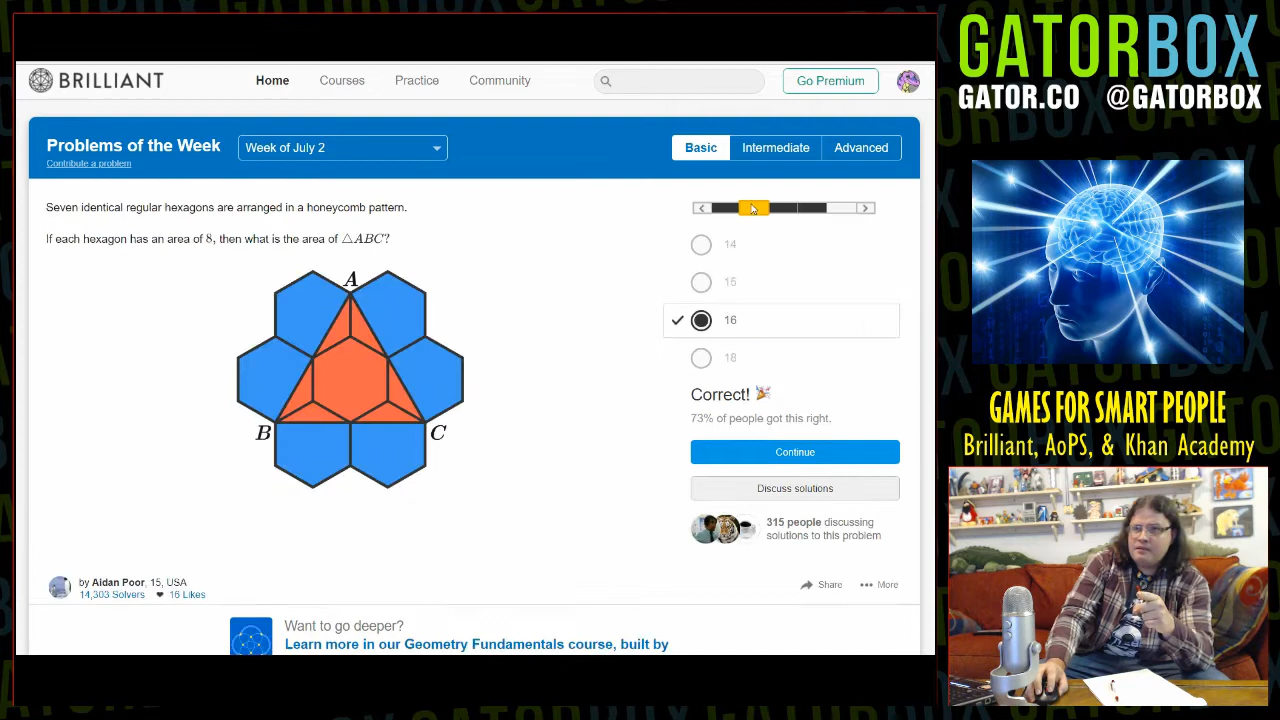 BRILLIANT
Home Courses Practice Community
Go Premium
Problems of the Week
Contribute a problem
Week of July 2
Basic Intermediate Advanced
Seven identical regular hexagons are arranged in a honeycomb pattern.
If each hexagon has an area of 8, then what is the area of △ABC?
A
B
C
14
15
16
18
Correct!
73% of people got this right.
Continue
Discuss solutions
315 people discussing
solutions to this problem
by Aidan Poor, 15, USA
14,303 Solvers 16 Likes
Share More
Want to go deeper?
Learn more in our Geometry Fundamentals course, built by
GATORBOX
GATOR.CO @GATORBOX
GAMES FOR SMART PEOPLE
Brilliant, AoPS, & Khan Academy